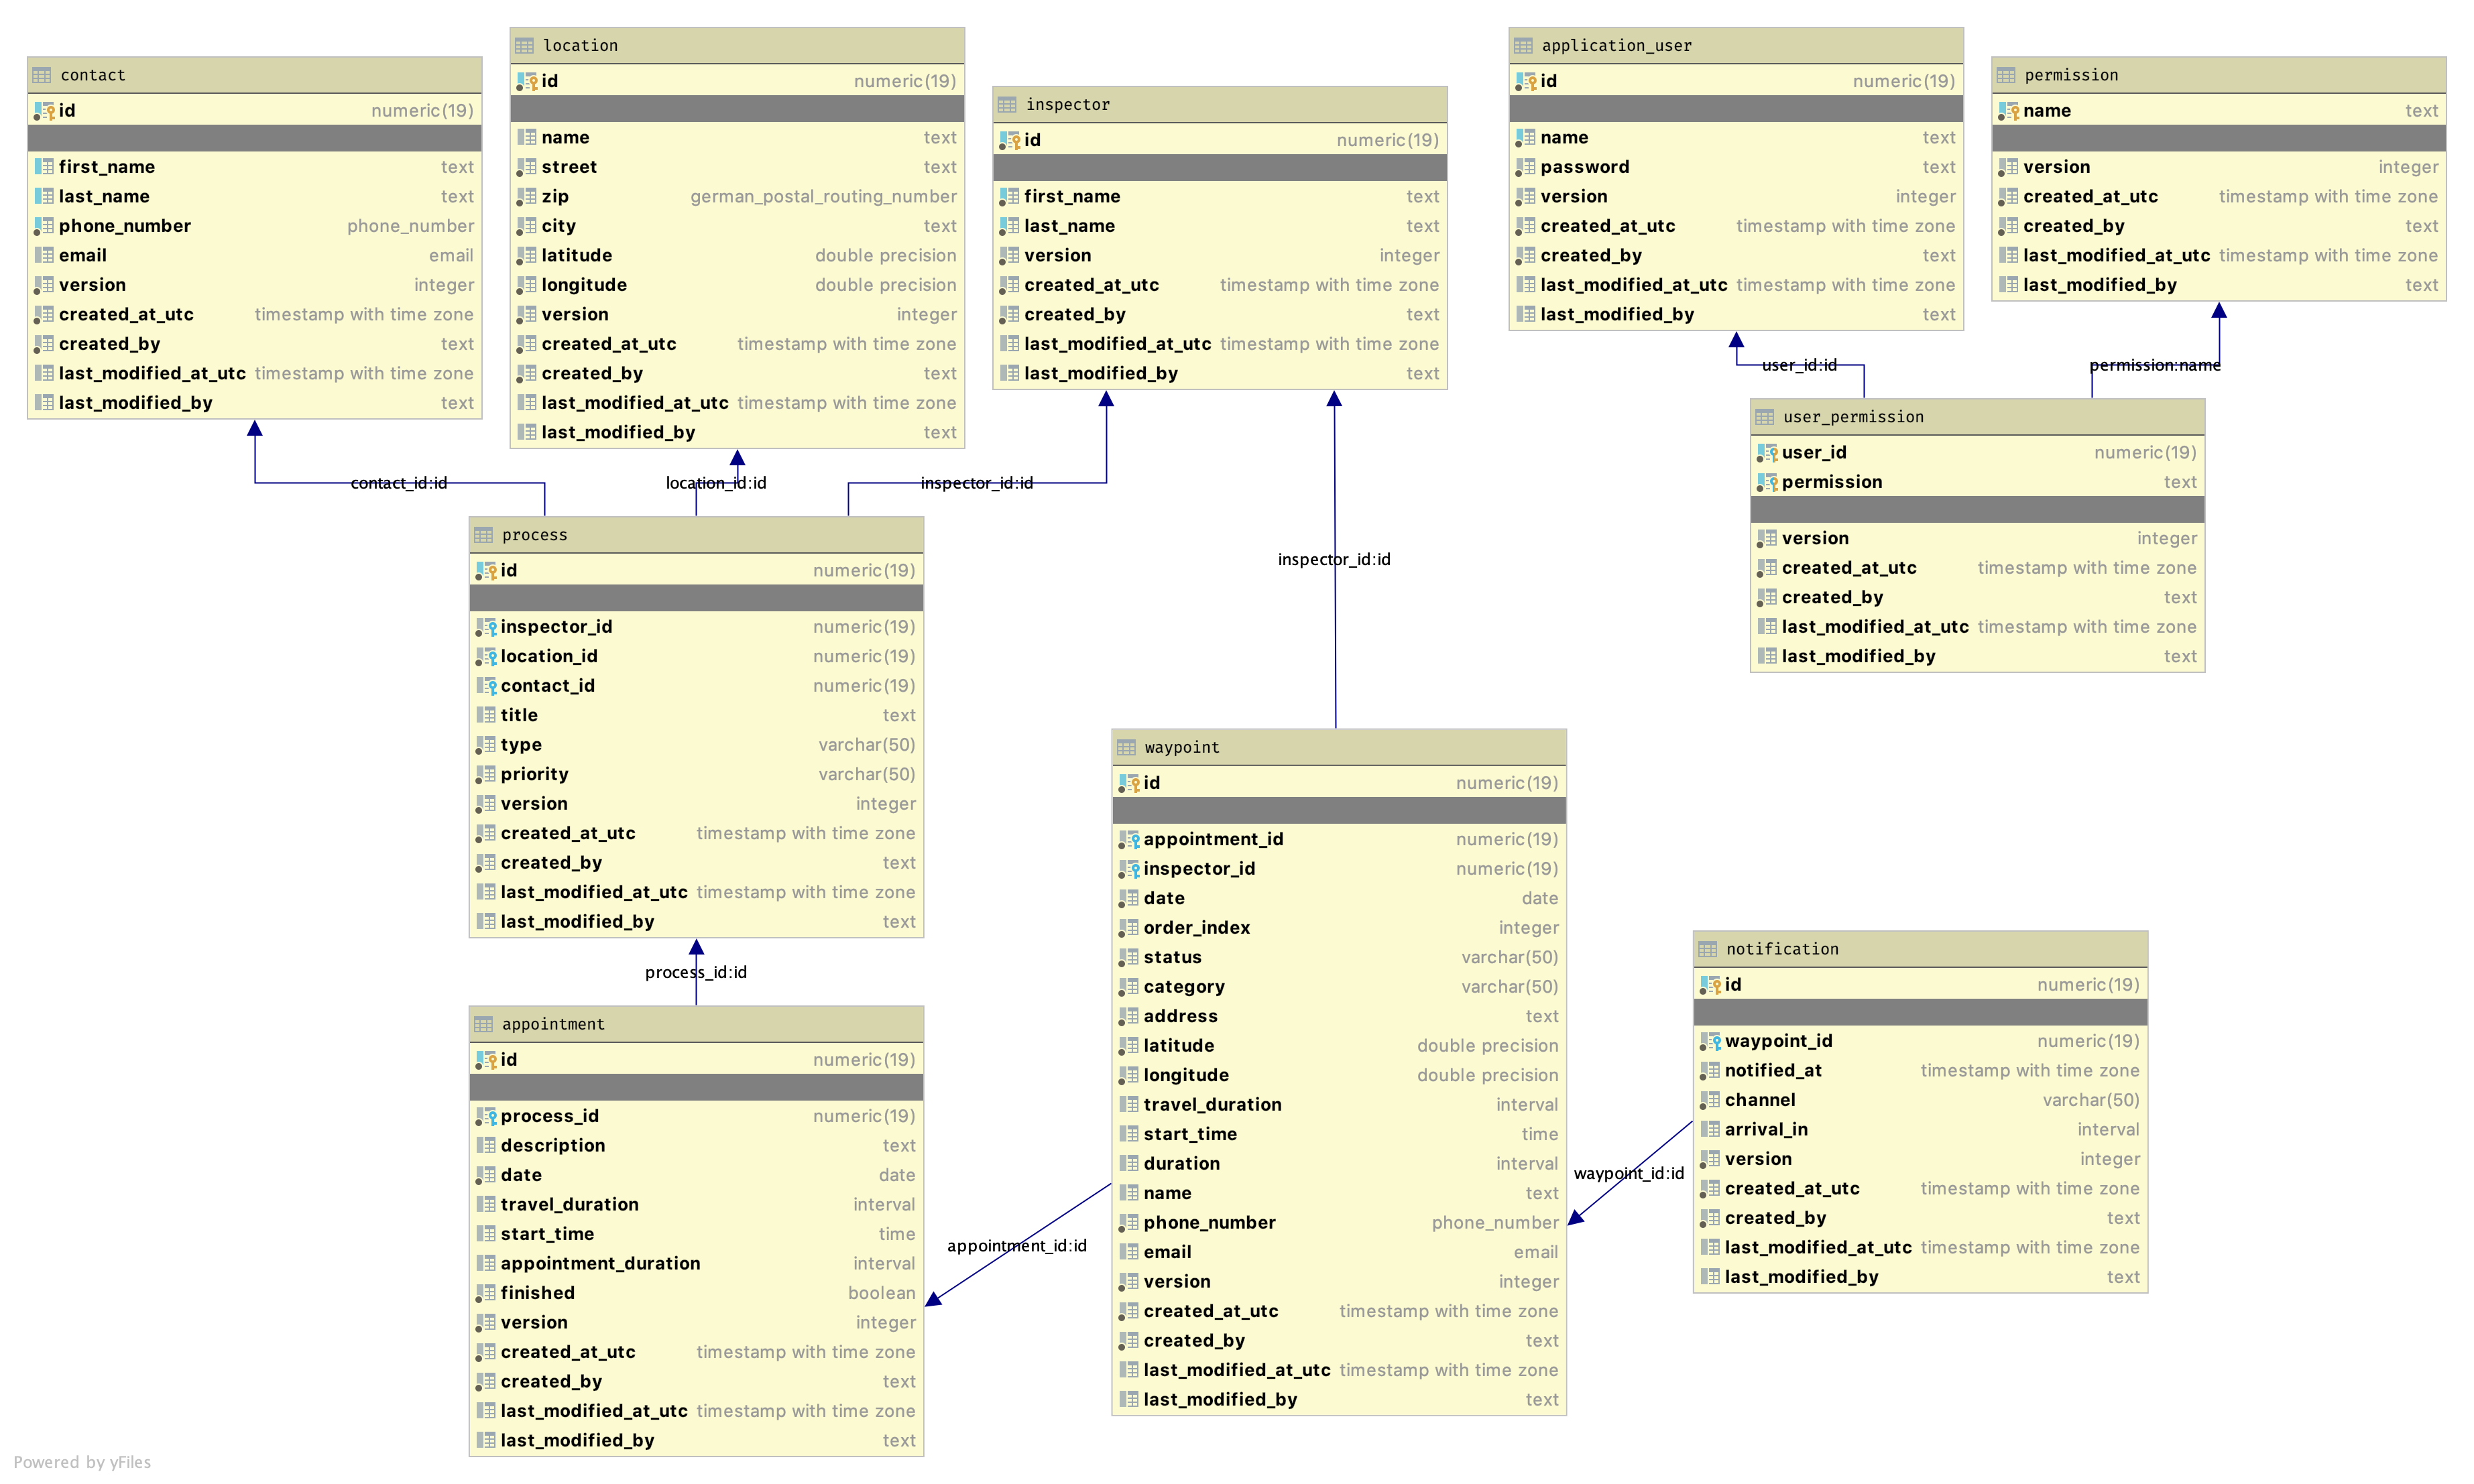 contact
id numeric(19)
first_name text
last_name text
phone_number phone_number
email email
version integer
created_at_utc timestamp with time zone
created_by text
last_modified_at_utc timestamp with time zone
last_modified_by text
location
id numeric(19)
name text
street text
zip german_postal_routing_number
city text
latitude double precision
longitude double precision
version integer
created_at_utc timestamp with time zone
created_by text
last_modified_at_utc timestamp with time zone
last_modified_by text
inspector
id numeric(19)
first_name text
last_name text
version integer
created_at_utc timestamp with time zone
created_by text
last_modified_at_utc timestamp with time zone
last_modified_by text
application_user
id numeric(19)
name text
password text
version integer
created_at_utc timestamp with time zone
created_by text
last_modified_at_utc timestamp with time zone
last_modified_by text
permission
name text
version integer
created_at_utc timestamp with time zone
created_by text
last_modified_at_utc timestamp with time zone
last_modified_by text
user_id:id
permission:name
user_permission
user_id numeric(19)
permission text
version integer
created_at_utc timestamp with time zone
created_by text
last_modified_at_utc timestamp with time zone
last_modified_by text
contact_id:id
location_id:id
inspector_id:id
inspector_id:id
process
id numeric(19)
inspector_id numeric(19)
location_id numeric(19)
contact_id numeric(19)
title text
type varchar(50)
priority varchar(50)
version integer
created_at_utc timestamp with time zone
created_by text
last_modified_at_utc timestamp with time zone
last_modified_by text
process_id:id
appointment
id numeric(19)
process_id numeric(19)
description text
date date
travel_duration interval
start_time time
appointment_duration interval
finished boolean
version integer
created_at_utc timestamp with time zone
created_by text
last_modified_at_utc timestamp with time zone
last_modified_by text
appointment_id:id
waypoint
id numeric(19)
appointment_id numeric(19)
inspector_id numeric(19)
date date
order_index integer
status varchar(50)
category varchar(50)
address text
latitude double precision
longitude double precision
travel_duration interval
start_time time
duration interval
name text
phone_number phone_number
email email
version integer
created_at_utc timestamp with time zone
created_by text
last_modified_at_utc timestamp with time zone
last_modified_by text
waypoint_id:id
notification
id numeric(19)
waypoint_id numeric(19)
notified_at timestamp with time zone
channel varchar(50)
arrival_in interval
version integer
created_at_utc timestamp with time zone
created_by text
last_modified_at_utc timestamp with time zone
last_modified_by text
Powered by yFiles